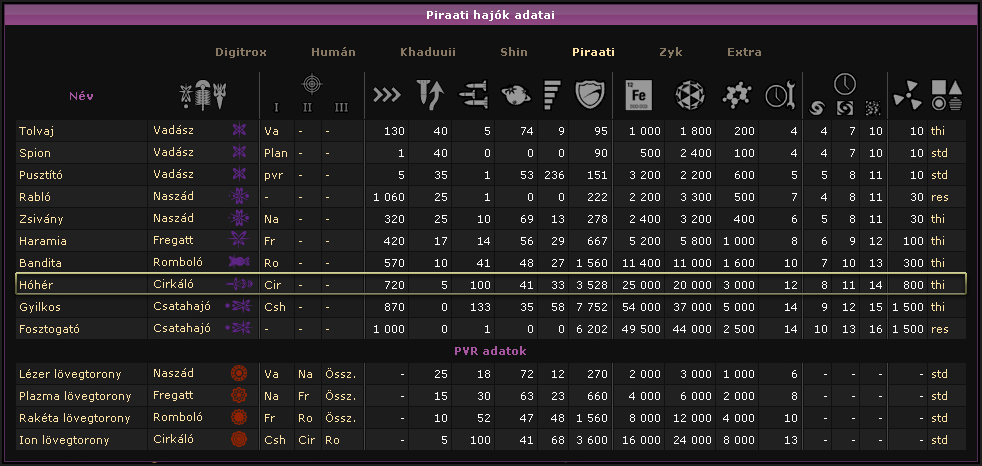 Piraati hajók adatai
Digitrox Humán Khaduuii Shin Piraati Zyk Extra
Név I II III Fe
Tolvaj Vadász Va - - 130 40 5 74 9 95 1 000 1 800 200 4 4 7 10 10 thi
Spion Vadász Plan - - 1 40 0 0 0 90 500 2 400 100 4 4 7 10 10 std
Pusztító Vadász pvr - - 5 35 1 53 236 151 3 200 2 200 600 5 5 8 11 10 std
Rabló Naszád - - - 1 060 25 1 0 0 222 2 200 3 300 500 7 4 8 11 30 res
Zsivány Naszád Na - - 320 25 10 69 13 278 2 400 3 200 400 6 5 8 11 30 thi
Haramia Fregatt Fr - - 420 17 14 56 29 667 5 200 5 800 1 000 8 6 9 12 100 thi
Bandita Romboló Ro - - 570 10 41 48 27 1 560 11 400 11 000 1 600 10 7 10 13 300 thi
Hóhér Cirkáló Cir - - 720 5 100 41 33 3 528 25 000 20 000 3 000 12 8 11 14 800 thi
Gyilkos Csatahajó Csh - - 870 0 133 35 58 7 752 54 000 37 000 5 000 14 9 12 15 1 500 thi
Fosztogató Csatahajó - - - 1 000 0 1 0 0 6 202 49 500 44 000 2 500 14 10 13 16 1 500 res
PVR adatok
Lézer lövegtorony Naszád Va Na Össz. - 25 18 72 12 270 2 000 3 000 1 000 6 - - - - std
Plazma lövegtorony Fregatt Na Fr Össz. - 15 30 63 23 660 4 000 6 000 2 000 8 - - - - std
Rakéta lövegtorony Romboló Fr Ro Össz. - 10 52 47 48 1 560 8 000 12 000 4 000 10 - - - - std
Ion lövegtorony Cirkáló Csh Cir Ro - 5 100 41 68 3 600 16 000 24 000 8 000 13 - - - - std